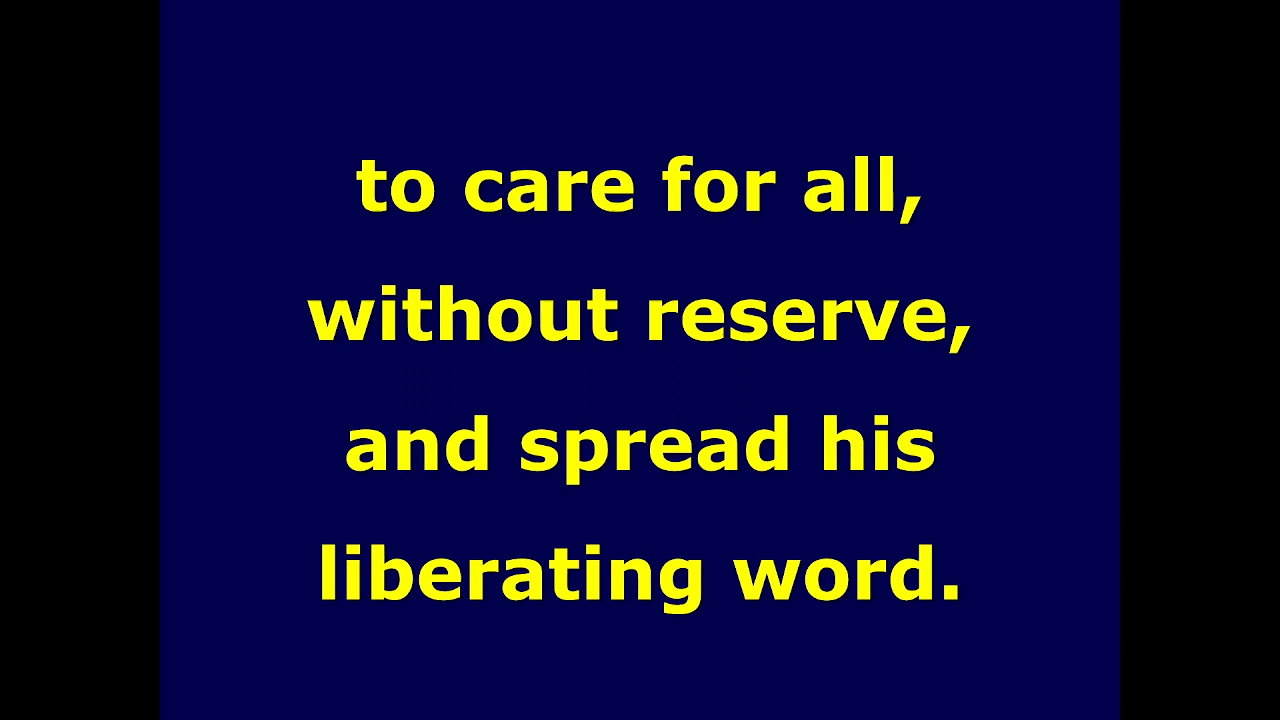 to care for all,
without reserve,
and spread his
liberating word.